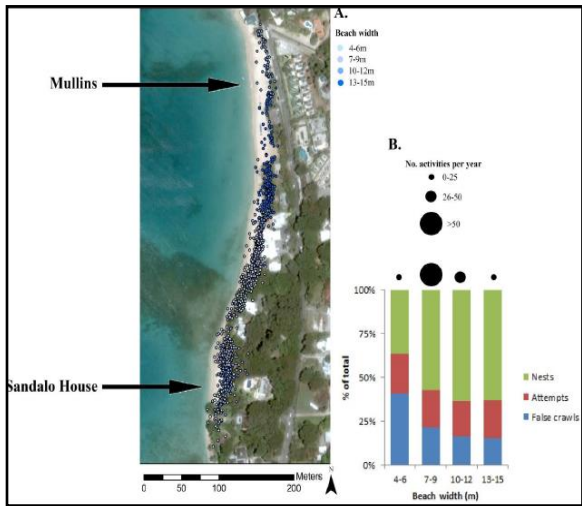 A.
Beach width
4-6m
7-9m
10-12m
13-15m
Mullins
Sandalo House
Meters
0 25 50 100 200
N
B.
No. activities per year
0-25
26-50
>50
100%
75%
50%
25%
0%
% of total
4-6 7-9 10-12 13-15
Beach width (m)
Nests
Attempts
False crawls